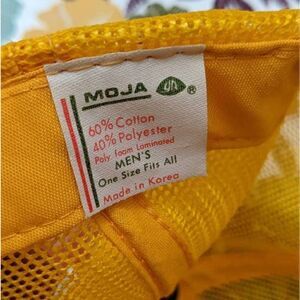 MOJA ®
60% Cotton
40% Polyester
Poly foam Laminated
MEN'S
One Size Fits All
Made in Korea